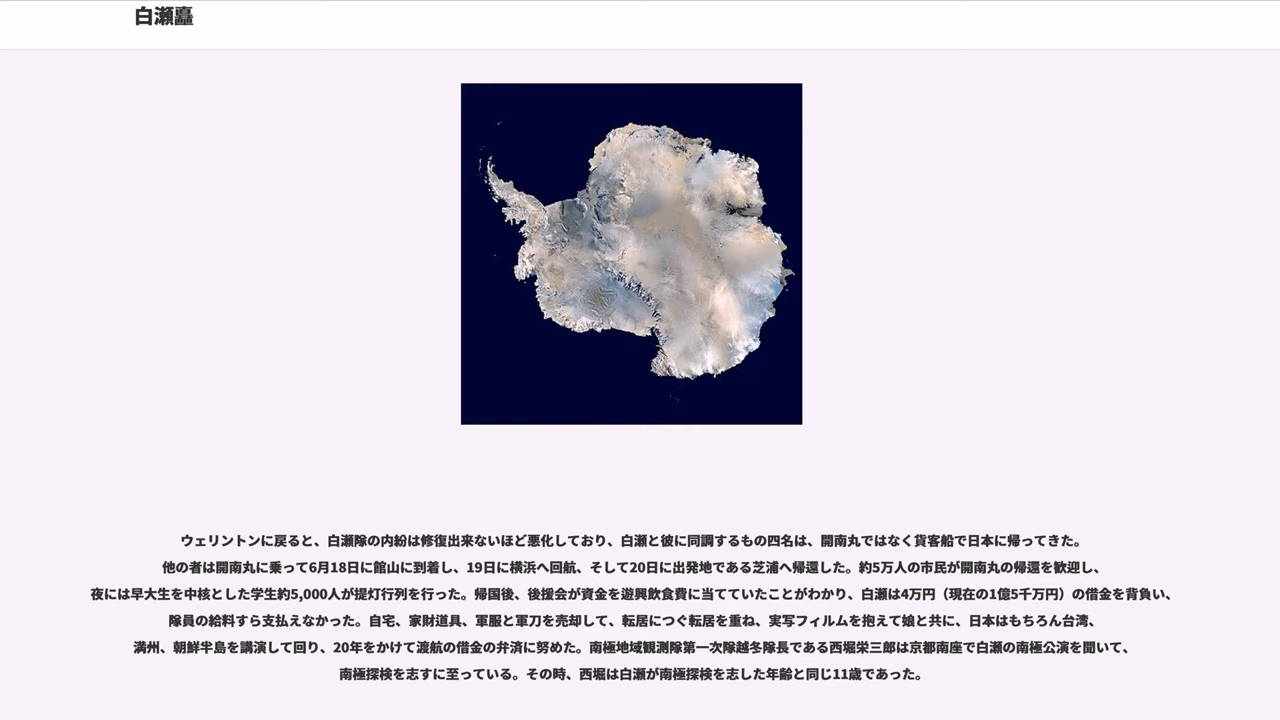 白瀬矗
ウェリントンに戻ると、白瀬隊の内紛は修復出来ないほど悪化しており、白瀬と彼に同調するもの四名は、開南丸ではなく貨客船で日本に帰ってきた。
他の者は開南丸に乗って6月18日に館山に到着し、19日に横浜へ回航、そして20日に出発地である芝浦へ帰還した。約5万人の市民が開南丸の帰還を歓迎し、
夜には早大生を中核とした学生約5,000人が提灯行列を行った。帰国後、後援会が資金を遊興飲食費に当てていたことがわかり、白瀬は4万円（現在の1億5千万円）の借金を背負い、
隊員の給料すら支払えなかった。自宅、家財道具、軍服と軍刀を売却して、転居につぐ転居を重ね、実写フィルムを抱えて娘と共に、日本はもちろん台湾、
満州、朝鮮半島を講演して回り、20年をかけて渡航の借金の弁済に努めた。南極地域観測隊第一次隊越冬隊長である西堀栄三郎は京都南座で白瀬の南極公演を聞いて、
南極探検を志すに至っている。その時、西堀は白瀬が南極探検を志した年齢と同じ11歳であった。